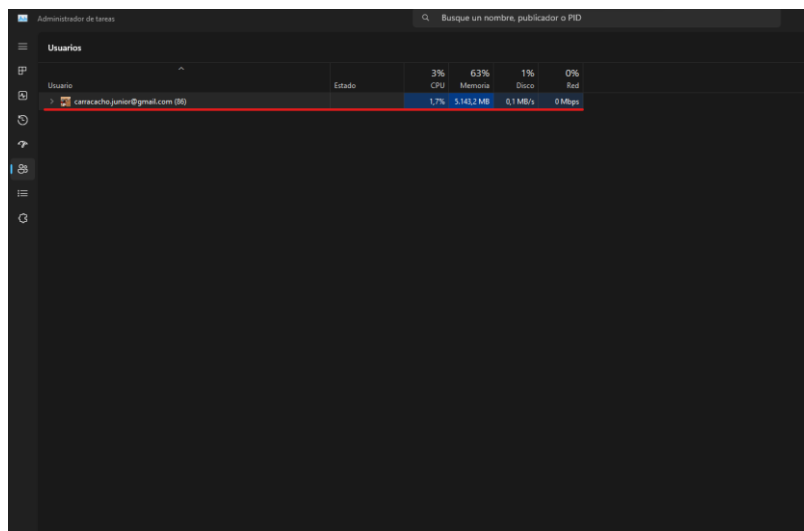 Administrador de tareas
Busque un nombre, publicador o PID
Usuarios
3% 63% 1% 0%
Usuario Estado CPU Memoria Disco Red
carracacho.junior@gmail.com (86) 1,7% 5.143,2 MB 0,1 MB/s 0 Mbps